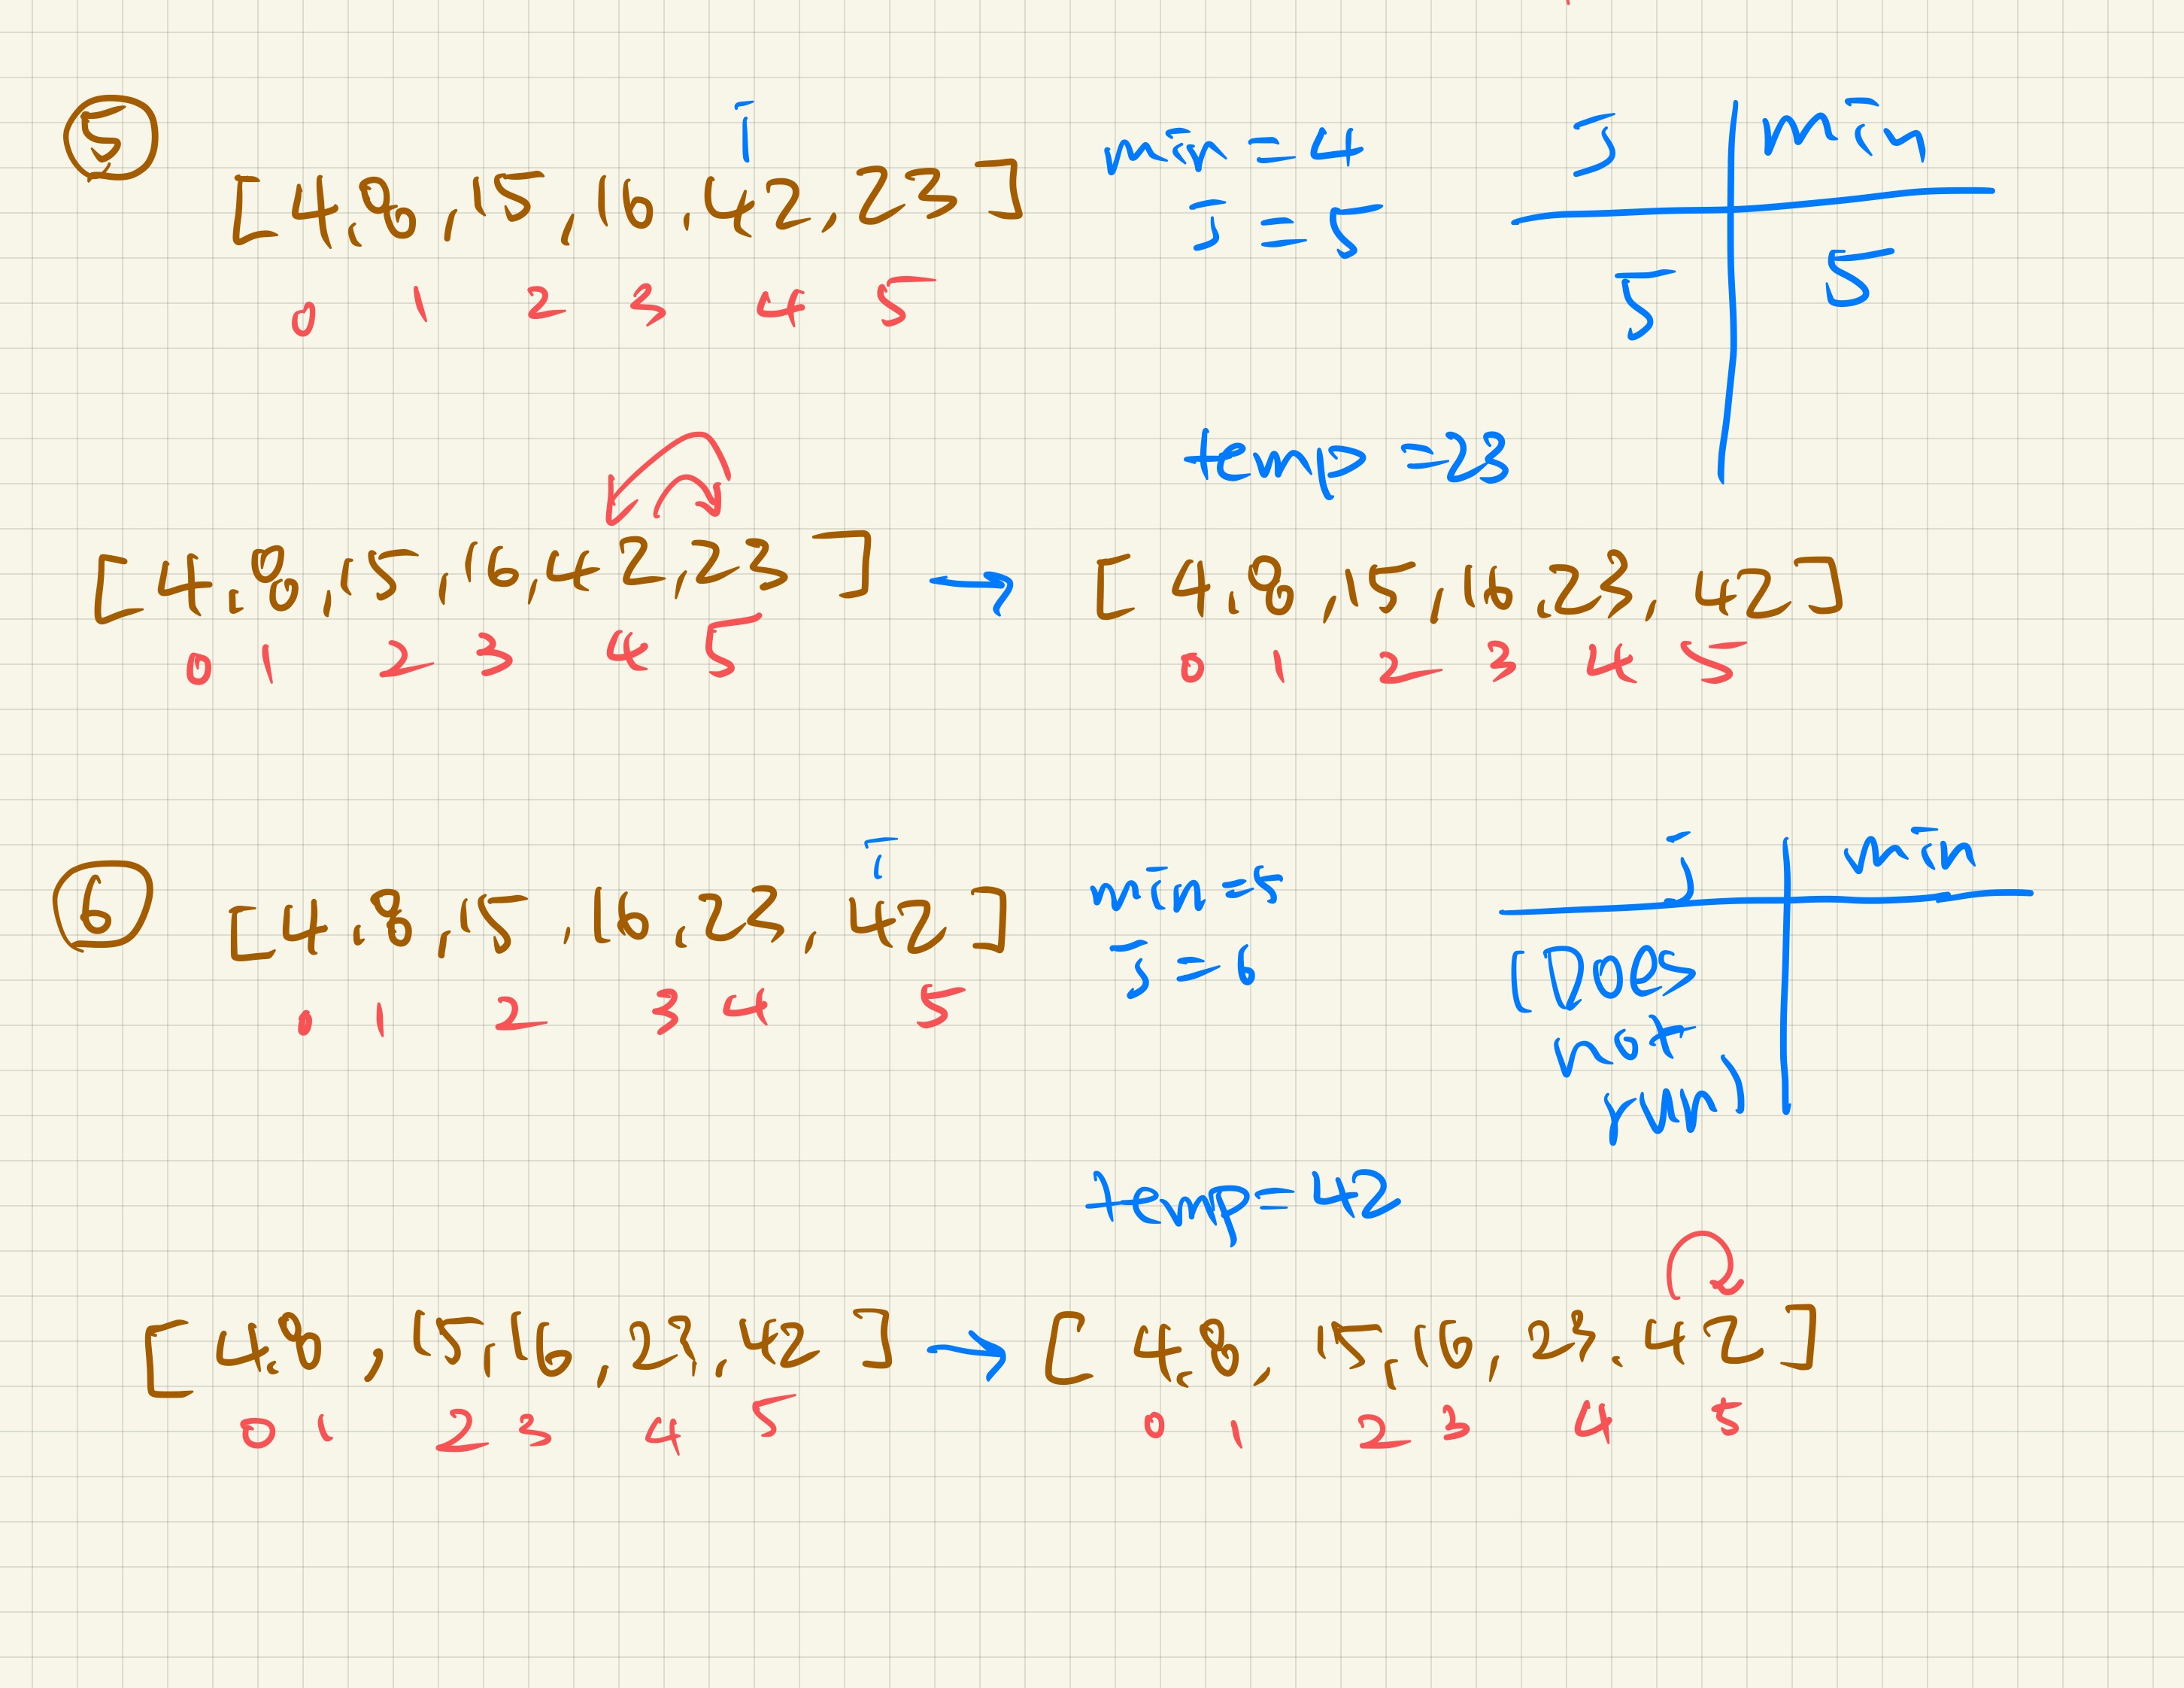 5
i
[4,8,15,16,42,23]
0 1 2 3 4 5
min=4
j=5
j min
5 5
temp=23
[4,8,15,16,42,23] → [4,8,15,16,23,42]
0 1 2 3 4 5 0 1 2 3 4 5
6
i
[4,8,15,16,23,42]
0 1 2 3 4 5
min=5
j=6
j min
(Does
not
run)
temp=42
[4,8,15,16,23,42] → [4,8,15,16,23,42]
0 1 2 3 4 5 0 1 2 3 4 5